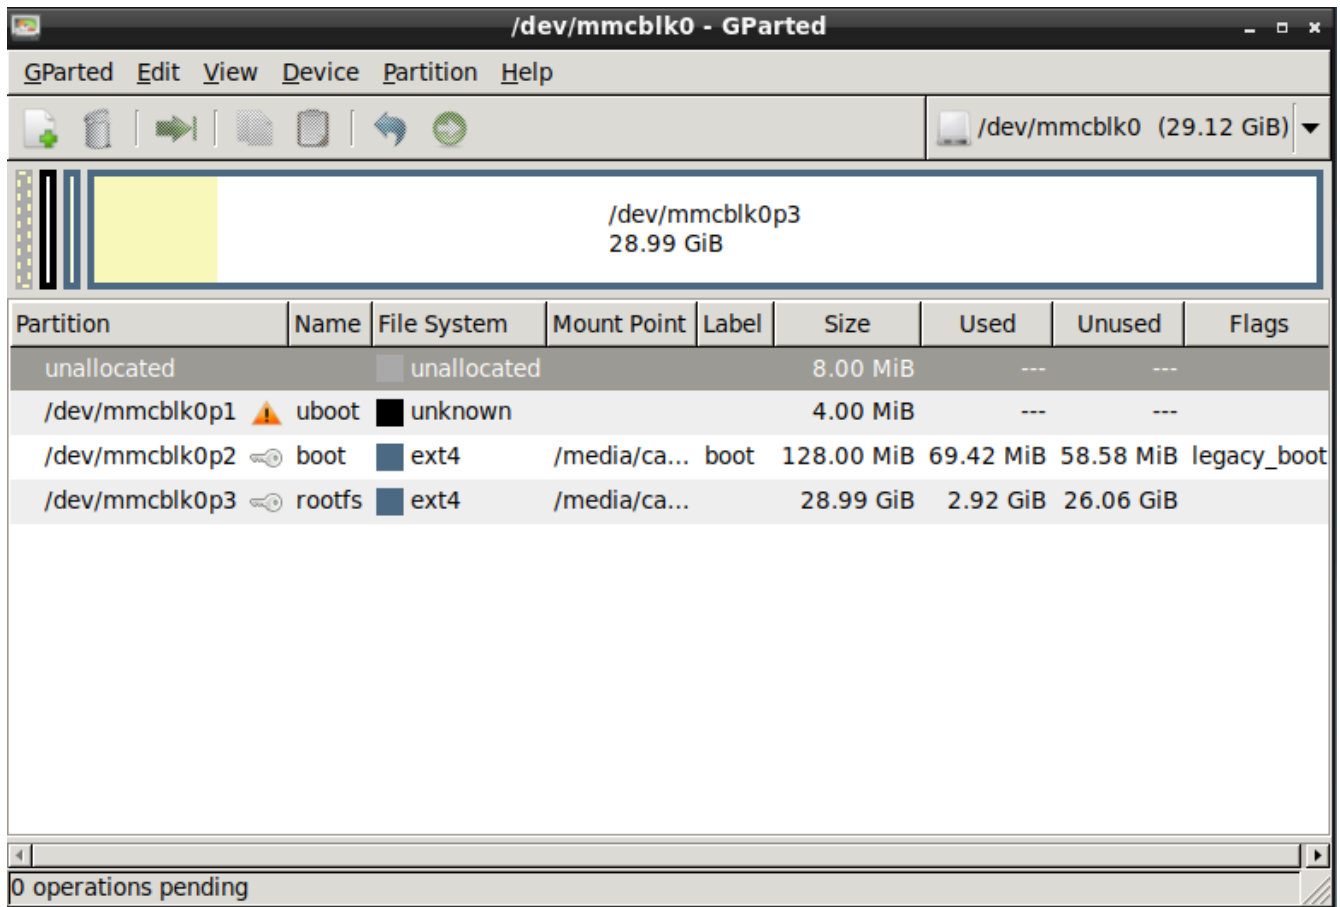 /dev/mmcblk0 - GParted
GParted Edit View Device Partition Help
/dev/mmcblk0 (29.12 GiB)
/dev/mmcblk0p3
28.99 GiB
Partition Name File System Mount Point Label Size Used Unused Flags
unallocated unallocated 8.00 MiB --- ---
/dev/mmcblk0p1 uboot unknown 4.00 MiB --- ---
/dev/mmcblk0p2 boot ext4 /media/ca... boot 128.00 MiB 69.42 MiB 58.58 MiB legacy_boot
/dev/mmcblk0p3 rootfs ext4 /media/ca... 28.99 GiB 2.92 GiB 26.06 GiB
0 operations pending